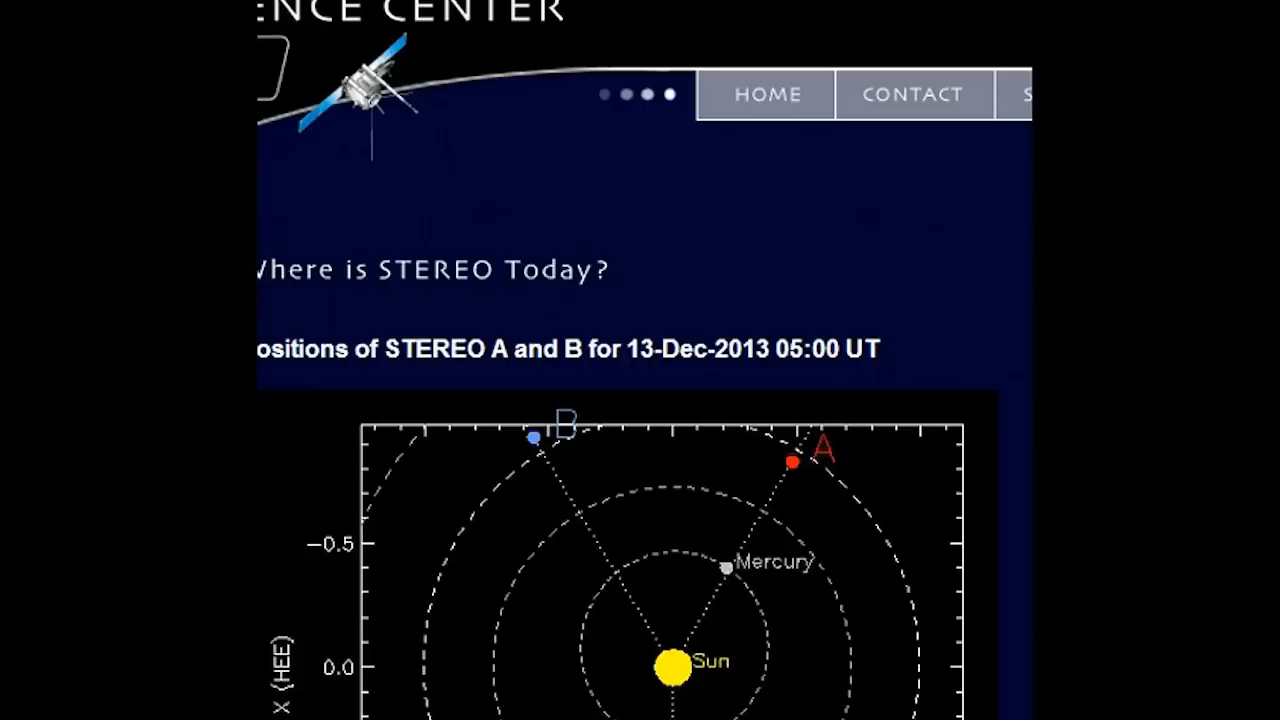 ENCE CENTER
HOME CONTACT S
Where is STEREO Today?
ositions of STEREO A and B for 13-Dec-2013 05:00 UT
B
A
−0.5
Mercury
Sun
0.0
X (HEE)